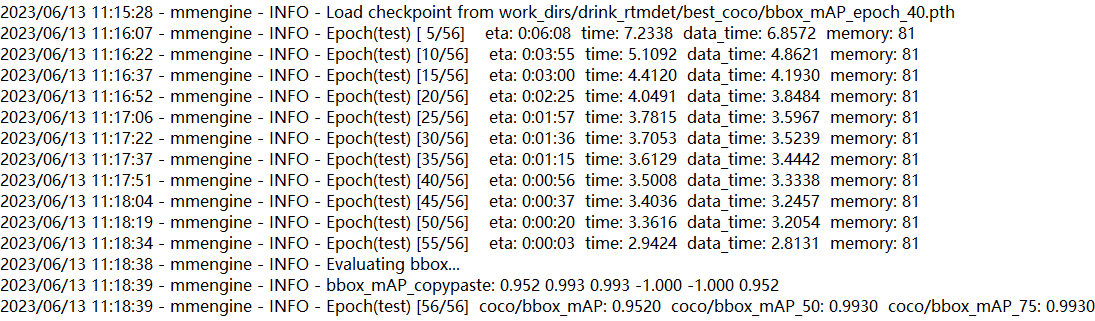 2023/06/13 11:15:28 - mmengine - INFO - Load checkpoint from work_dirs/drink_rtmdet/best_coco/bbox_mAP_epoch_40.pth
2023/06/13 11:16:07 - mmengine - INFO - Epoch(test) [ 5/56] eta: 0:06:08 time: 7.2338 data_time: 6.8572 memory: 81
2023/06/13 11:16:22 - mmengine - INFO - Epoch(test) [10/56] eta: 0:03:55 time: 5.1092 data_time: 4.8621 memory: 81
2023/06/13 11:16:37 - mmengine - INFO - Epoch(test) [15/56] eta: 0:03:00 time: 4.4120 data_time: 4.1930 memory: 81
2023/06/13 11:16:52 - mmengine - INFO - Epoch(test) [20/56] eta: 0:02:25 time: 4.0491 data_time: 3.8484 memory: 81
2023/06/13 11:17:06 - mmengine - INFO - Epoch(test) [25/56] eta: 0:01:57 time: 3.7815 data_time: 3.5967 memory: 81
2023/06/13 11:17:22 - mmengine - INFO - Epoch(test) [30/56] eta: 0:01:36 time: 3.7053 data_time: 3.5239 memory: 81
2023/06/13 11:17:37 - mmengine - INFO - Epoch(test) [35/56] eta: 0:01:15 time: 3.6129 data_time: 3.4442 memory: 81
2023/06/13 11:17:51 - mmengine - INFO - Epoch(test) [40/56] eta: 0:00:56 time: 3.5008 data_time: 3.3338 memory: 81
2023/06/13 11:18:04 - mmengine - INFO - Epoch(test) [45/56] eta: 0:00:37 time: 3.4036 data_time: 3.2457 memory: 81
2023/06/13 11:18:19 - mmengine - INFO - Epoch(test) [50/56] eta: 0:00:20 time: 3.3616 data_time: 3.2054 memory: 81
2023/06/13 11:18:34 - mmengine - INFO - Epoch(test) [55/56] eta: 0:00:03 time: 2.9424 data_time: 2.8131 memory: 81
2023/06/13 11:18:38 - mmengine - INFO - Evaluating bbox...
2023/06/13 11:18:39 - mmengine - INFO - bbox_mAP_copypaste: 0.952 0.993 0.993 -1.000 -1.000 0.952
2023/06/13 11:18:39 - mmengine - INFO - Epoch(test) [56/56] coco/bbox_mAP: 0.9520 coco/bbox_mAP_50: 0.9930 coco/bbox_mAP_75: 0.9930